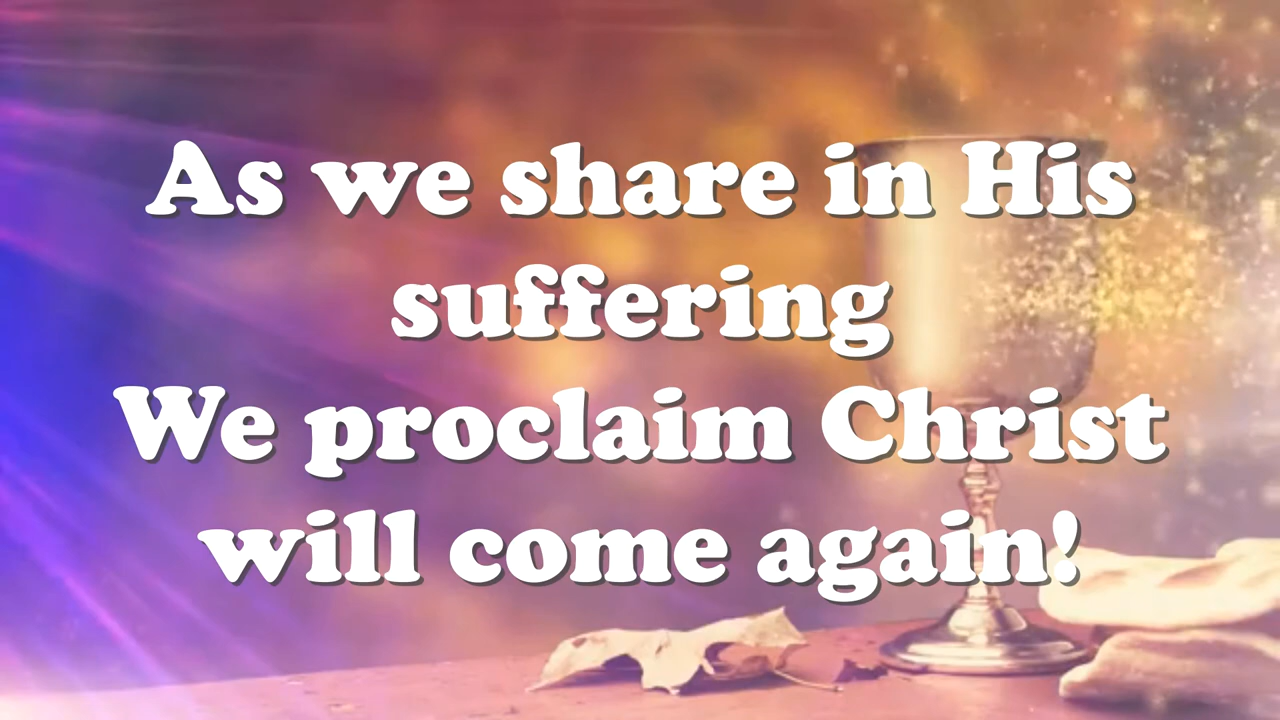 As we share in His
suffering
We proclaim Christ
will come again!